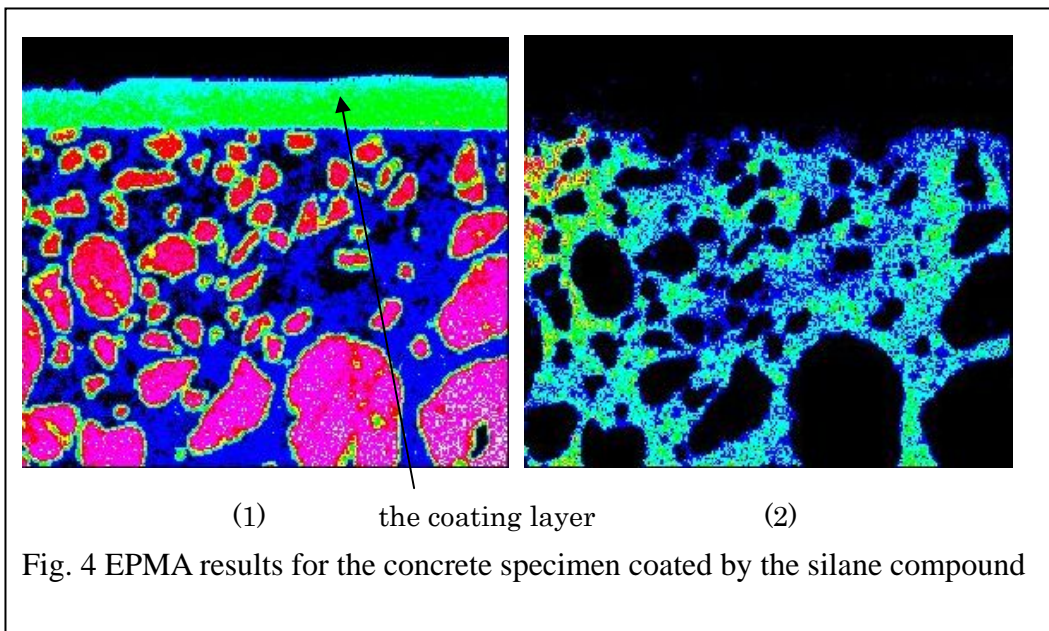 (1) the coating layer (2)
Fig. 4 EPMA results for the concrete specimen coated by the silane compound